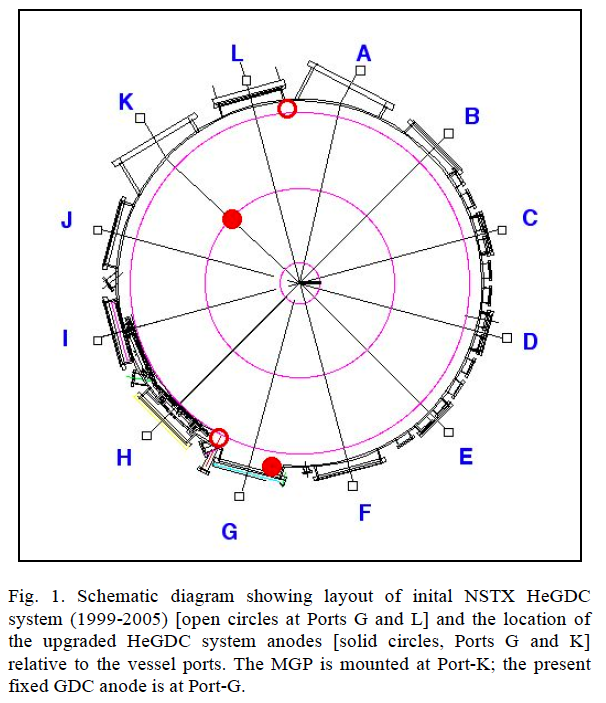 L
A
K
B
J
C
I
D
H
E
G
F
Fig. 1. Schematic diagram showing layout of inital NSTX HeGDC
system (1999-2005) [open circles at Ports G and L] and the location of
the upgraded HeGDC system anodes [solid circles, Ports G and K]
relative to the vessel ports. The MGP is mounted at Port-K; the present
fixed GDC anode is at Port-G.